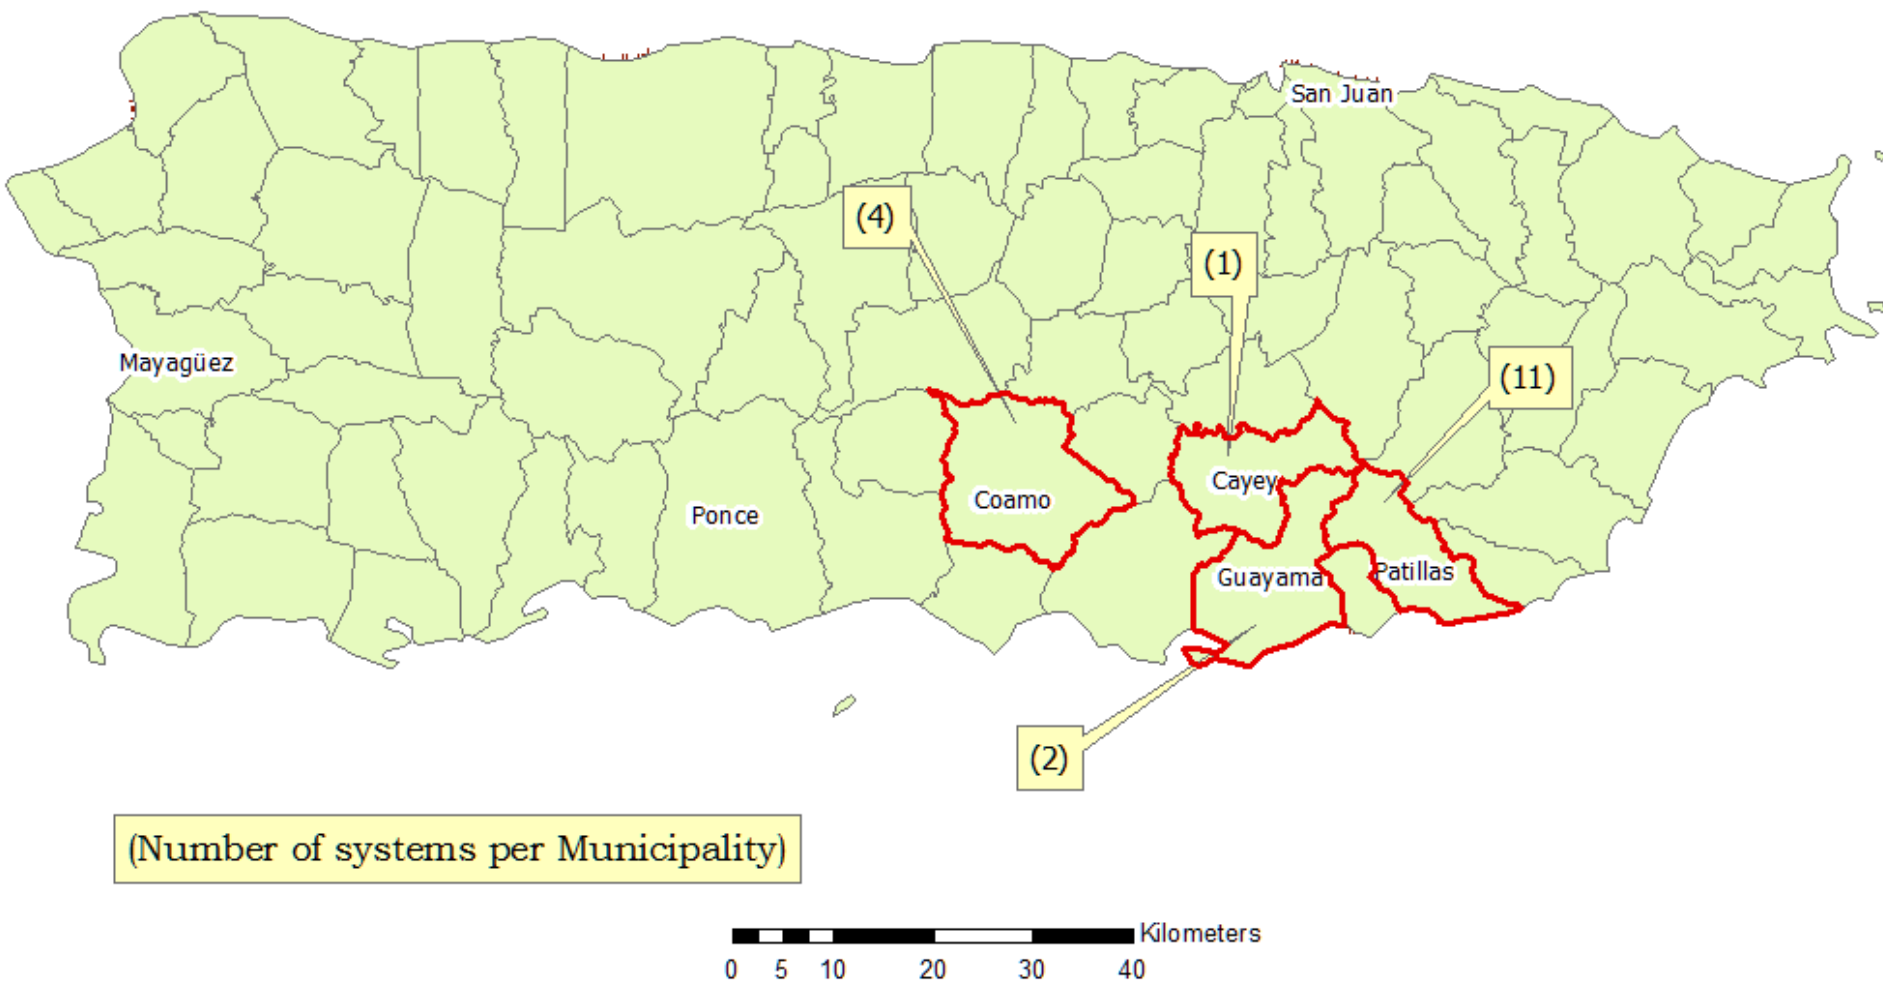 San Juan
(4)
(1)
Mayagüez
(11)
Cayey
Coamo
Ponce
Guayama
Patillas
(2)
(Number of systems per Municipality)
Kilometers
0 5 10 20 30 40